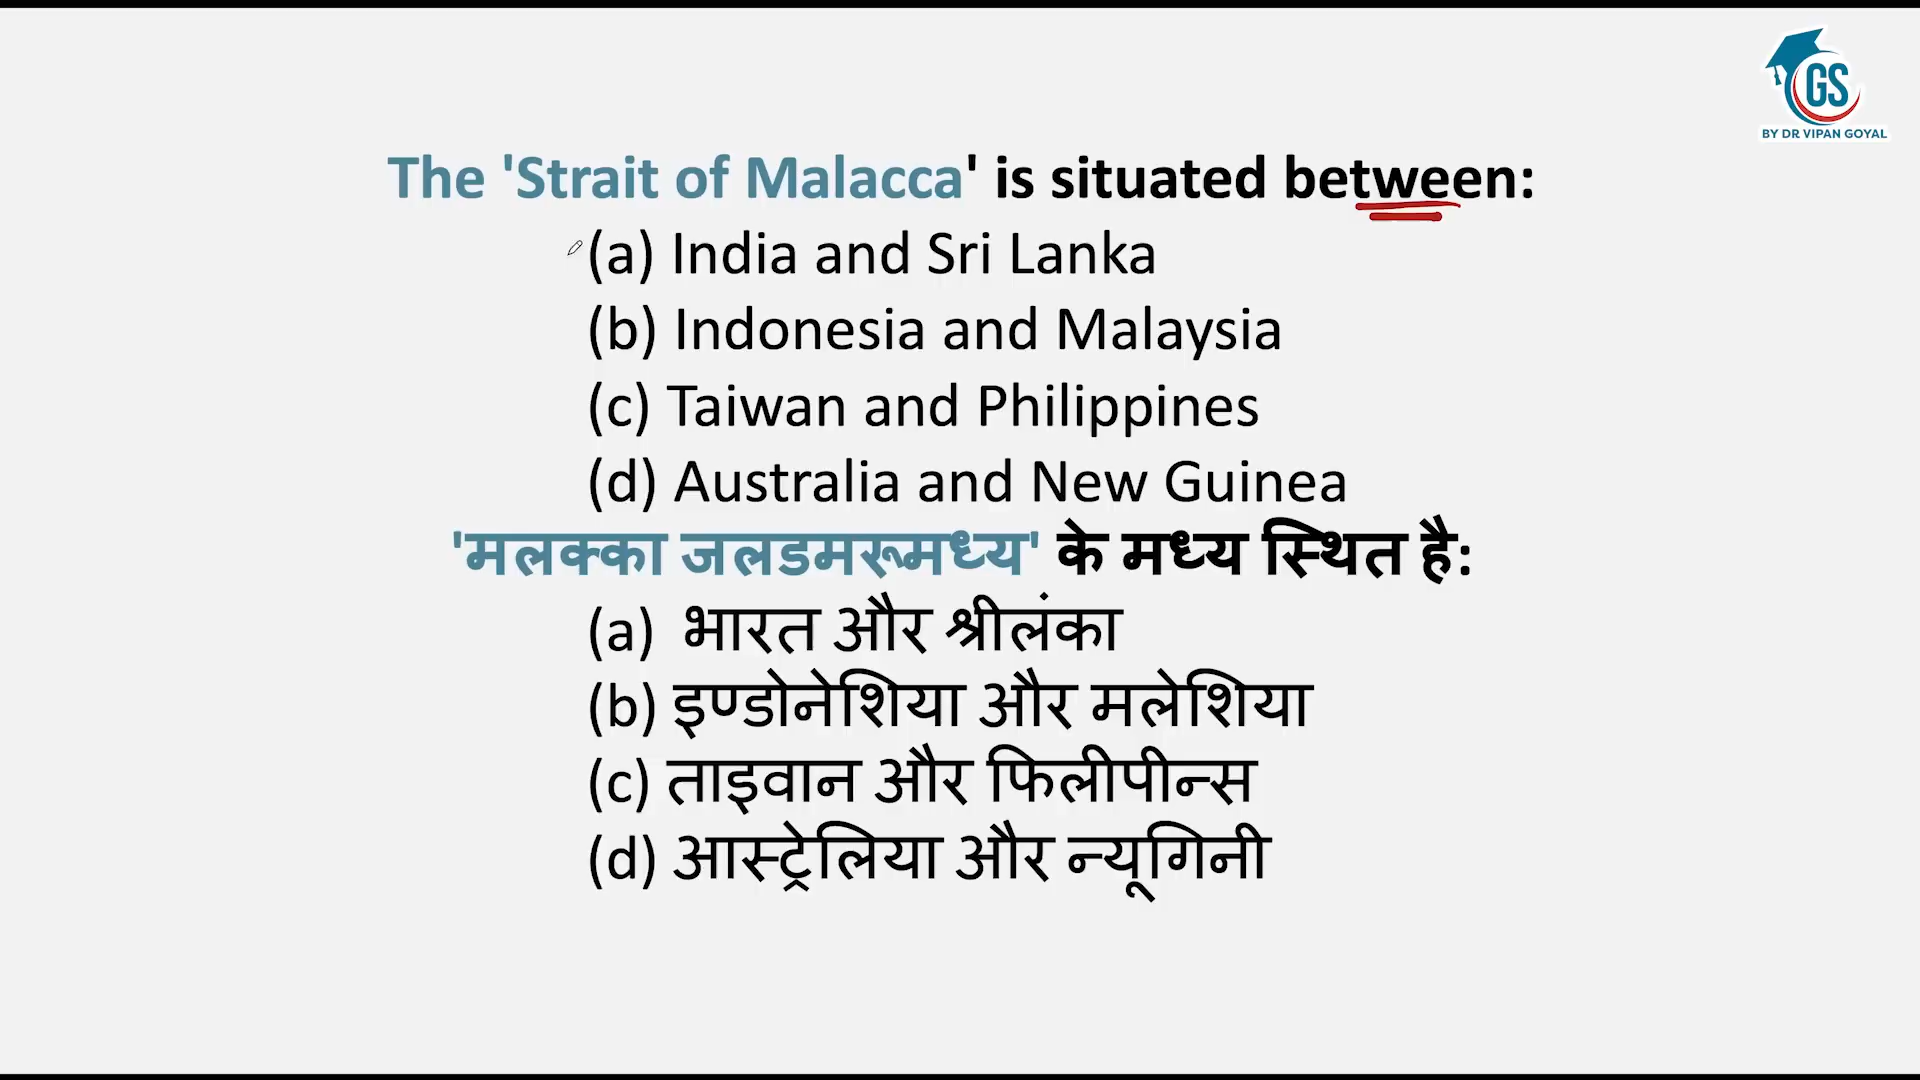 GS
BY DR VIPAN GOYAL
The 'Strait of Malacca' is situated between:
(a) India and Sri Lanka
(b) Indonesia and Malaysia
(c) Taiwan and Philippines
(d) Australia and New Guinea
'मलक्का जलडमरूमध्य' के मध्य स्थित है:
(a) भारत और श्रीलंका
(b) इण्डोनेशिया और मलेशिया
(c) ताइवान और फिलीपीन्स
(d) आस्ट्रेलिया और न्यूगिनी